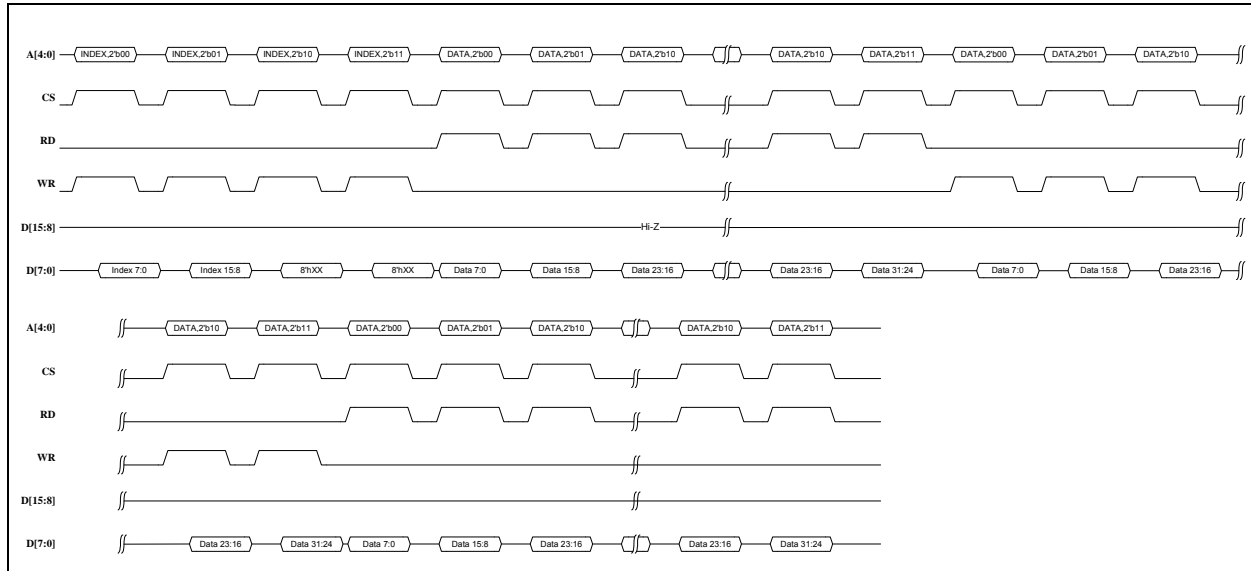 A[4:0] INDEX,2'b00 INDEX,2'b01 INDEX,2'b10 INDEX,2'b11 DATA,2'b00 DATA,2'b01 DATA,2'b10 DATA,2'b10 DATA,2'b11 DATA,2'b00 DATA,2'b01 DATA,2'b10
CS
RD
WR
D[15:8] Hi-Z
D[7:0] Index 7:0 Index 15:8 8'hXX 8'hXX Data 7:0 Data 15:8 Data 23:16 Data 23:16 Data 31:24 Data 7:0 Data 15:8 Data 23:16
A[4:0] DATA,2'b10 DATA,2'b11 DATA,2'b00 DATA,2'b01 DATA,2'b10 DATA,2'b10 DATA,2'b11
CS
RD
WR
D[15:8]
D[7:0] Data 23:16 Data 31:24 Data 7:0 Data 15:8 Data 23:16 Data 23:16 Data 31:24